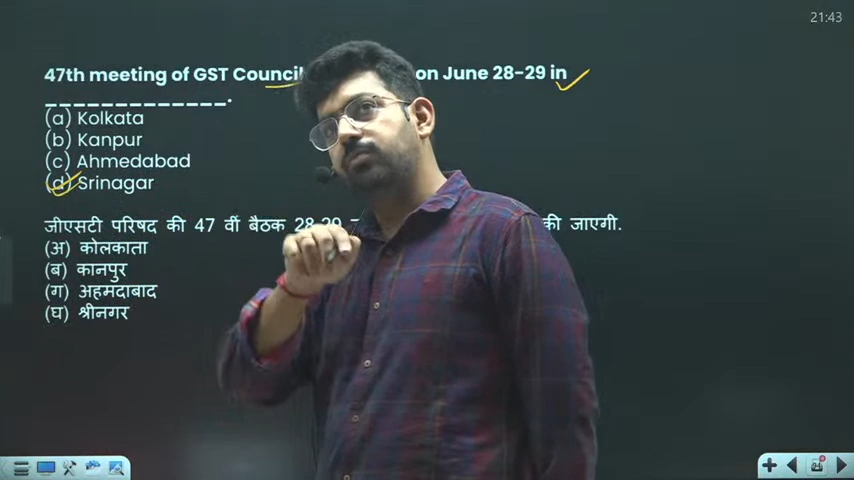 21:43
47th meeting of GST Council on June 28-29 in
_____________.
(a) Kolkata
(b) Kanpur
(c) Ahmedabad
(d) Srinagar
जीएसटी परिषद की 47 वीं बैठक 28-29 की जाएगी.
(अ) कोलकाता
(ब) कानपुर
(ग) अहमदाबाद
(घ) श्रीनगर